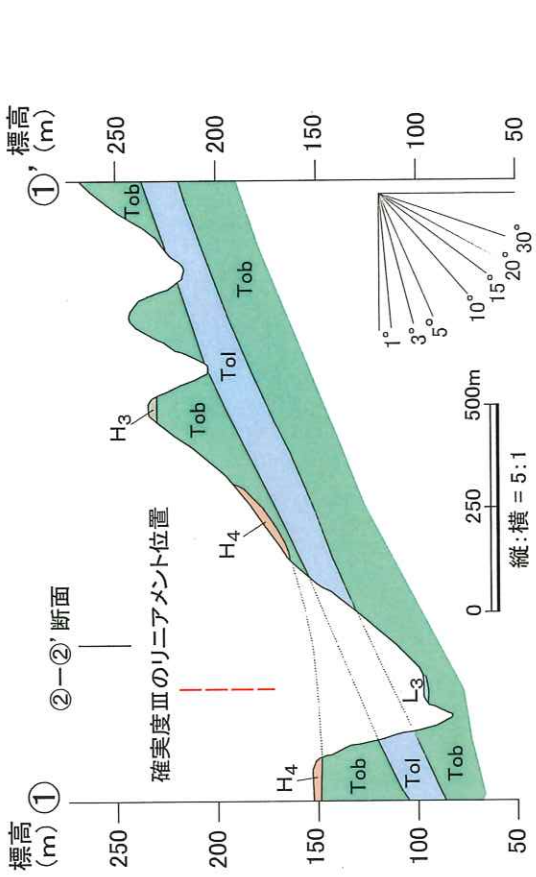 標高
(m)
①
250
200
150
100
50
②ー②’断面
確実度Ⅲのリニアメント位置
H4
Tob
Tol
Tob
L3
H4
H3
Tob
Tol
Tob
Tob
①’
標高
(m)
250
200
150
100
50
0
250
500m
縦:横 = 5:1
1°
3°
5°
10°
15°
20°
30°